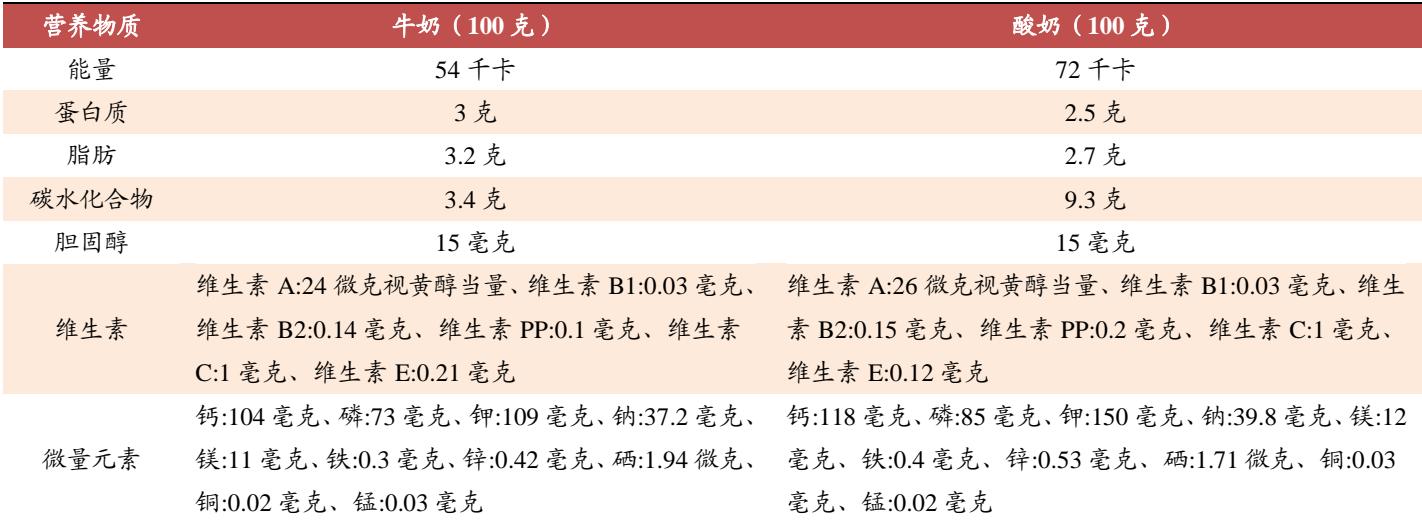 营养物质 牛奶（100 克） 酸奶（100 克）
能量 54 千卡 72 千卡
蛋白质 3 克 2.5 克
脂肪 3.2 克 2.7 克
碳水化合物 3.4 克 9.3 克
胆固醇 15 毫克 15 毫克
维生素
维生素 A:24 微克视黄醇当量、维生素 B1:0.03 毫克、
维生素 B2:0.14 毫克、维生素 PP:0.1 毫克、维生素
C:1 毫克、维生素 E:0.21 毫克
维生素 A:26 微克视黄醇当量、维生素 B1:0.03 毫克、维生
素 B2:0.15 毫克、维生素 PP:0.2 毫克、维生素 C:1 毫克、
维生素 E:0.12 毫克
微量元素
钙:104 毫克、磷:73 毫克、钾:109 毫克、钠:37.2 毫克、
镁:11 毫克、铁:0.3 毫克、锌:0.42 毫克、硒:1.94 微克、
铜:0.02 毫克、锰:0.03 毫克
钙:118 毫克、磷:85 毫克、钾:150 毫克、钠:39.8 毫克、镁:12
毫克、铁:0.4 毫克、锌:0.53 毫克、硒:1.71 微克、铜:0.03
毫克、锰:0.02 毫克